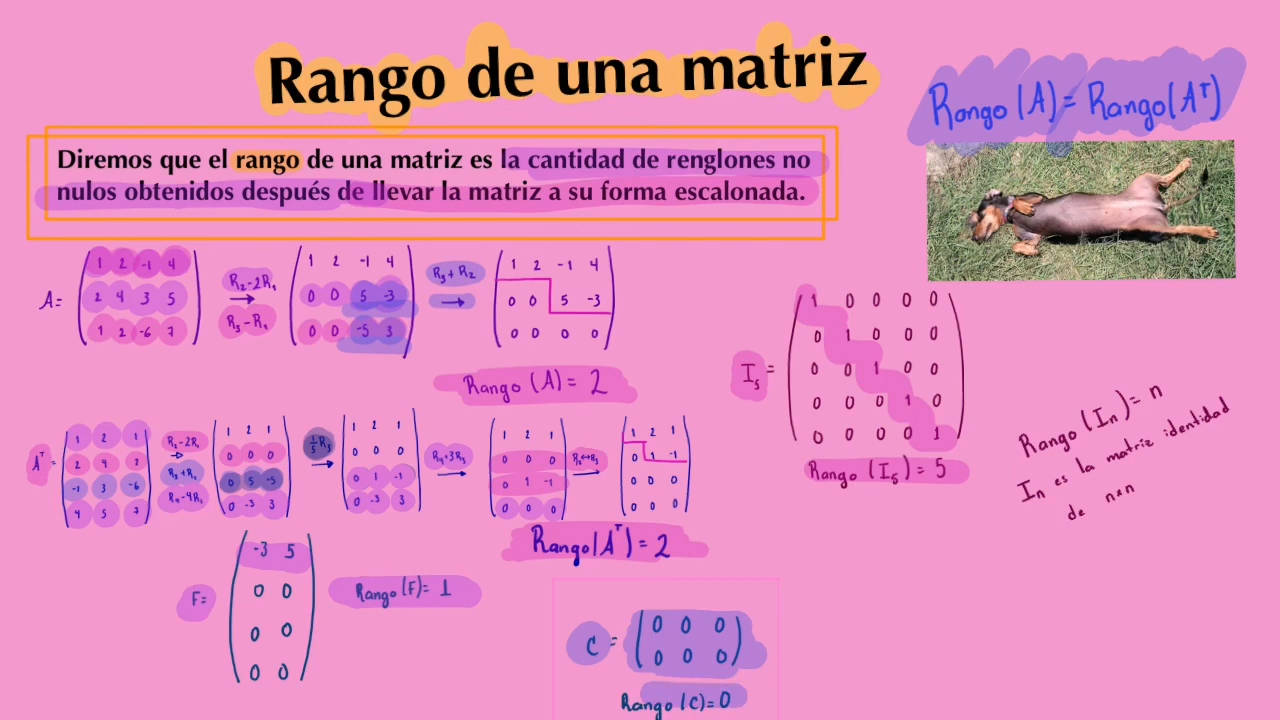 Rango de una matriz
Rango (A) = Rango(Aᵀ)
Diremos que el rango de una matriz es la cantidad de renglones no
nulos obtenidos después de llevar la matriz a su forma escalonada.
A=
1 2 -1 4
2 4 3 5
1 2 -6 7
R₂-2R₁
→
R₃-R₁
1 2 -1 4
0 0 5 -3
0 0 -5 3
R₃+R₂
→
1 2 -1 4
0 0 5 -3
0 0 0 0
Rango (A) = 2
I₅ =
1 0 0 0 0
0 1 0 0 0
0 0 1 0 0
0 0 0 1 0
0 0 0 0 1
Rango (I₅) = 5
Rango (Iₙ) = n
Iₙ es la matriz identidad
de n×n
Aᵀ=
1 2 1
2 4 2
-1 3 -6
4 5 7
R₂-2R₁
→
R₃+R₁
R₄-4R₁
1 2 1
0 0 0
0 5 -5
0 -3 3
⅕R₃
→
1 2 1
0 0 0
0 1 -1
0 -3 3
R₄+3R₃
→
1 2 1
0 0 0
0 1 -1
0 0 0
R₂↔R₃
→
1 2 1
0 1 -1
0 0 0
0 0 0
Rango(Aᵀ) = 2
F=
-3 5
0 0
0 0
0 0
Rango (F) = 1
C =
0 0 0
0 0 0
Rango (C) = 0